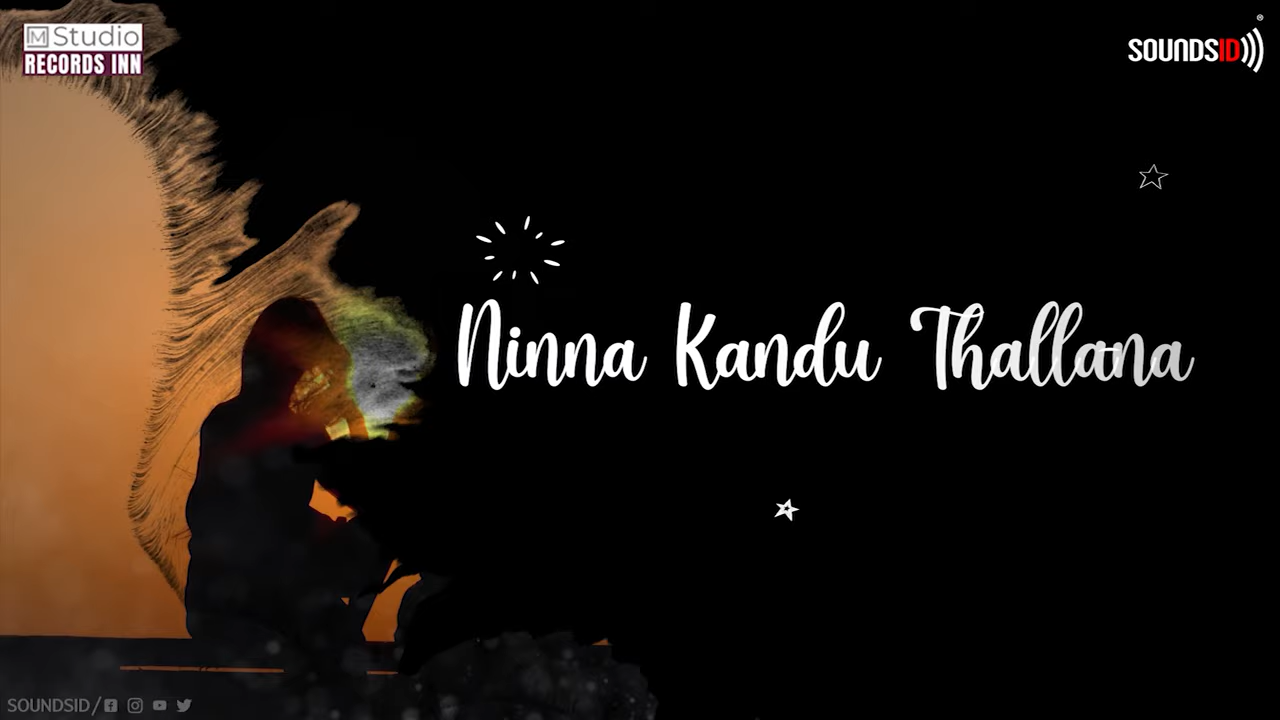 M Studio
RECORDS INN
SOUNDSID
®
Ninna Kandu Thallana
SOUNDSID/